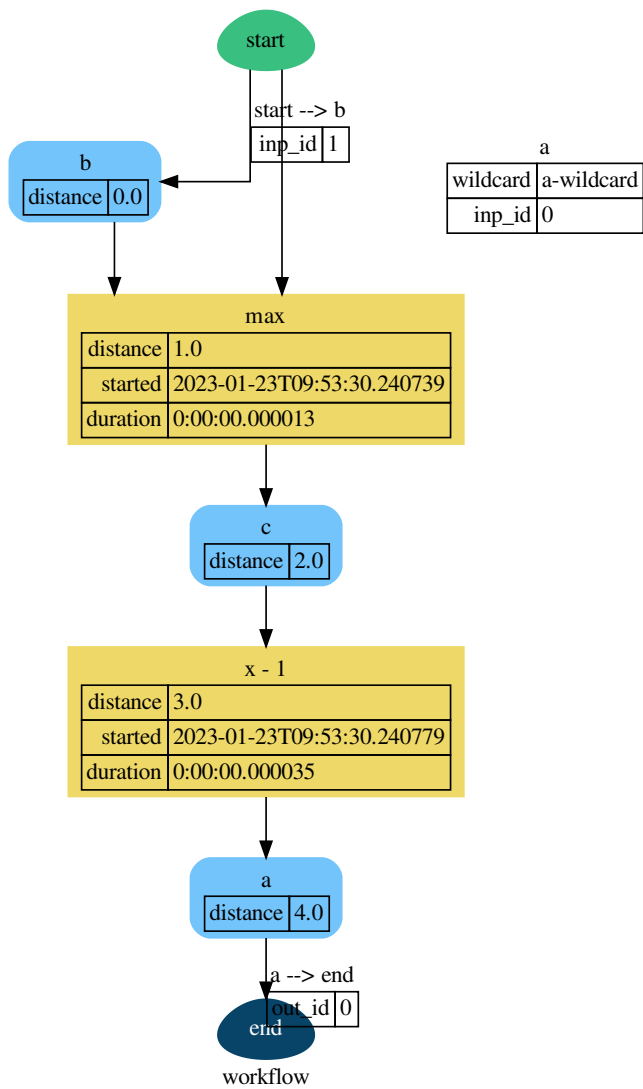 start
start --> b
inp_id 1
a
wildcard a-wildcard
inp_id 0
b
distance 0.0
max
distance 1.0
started 2023-01-23T09:53:30.240739
duration 0:00:00.000013
c
distance 2.0
x - 1
distance 3.0
started 2023-01-23T09:53:30.240779
duration 0:00:00.000035
a
distance 4.0
a --> end
out_id 0
end
workflow